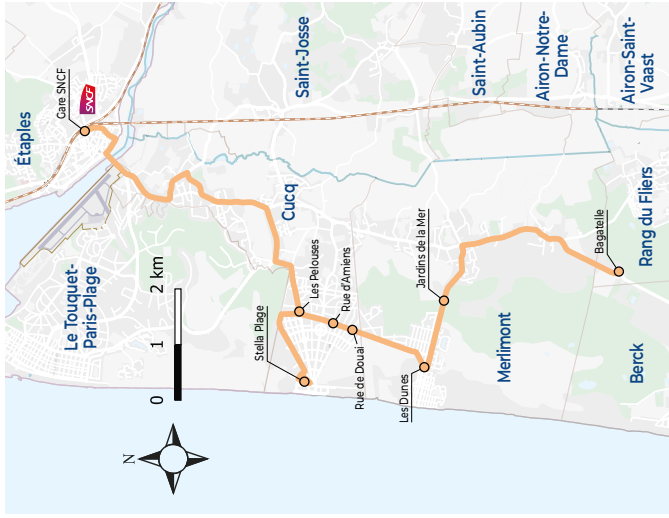 Étaples
Gare SNCF
SNCF
Le Touquet-
Paris-Plage
Saint-Josse
Saint-Aubin
Airon-Notre-
Dame
Airon-Saint-
Vaast
Cucq
Stella Plage
Les Pelouses
Rue d'Amiens
Rue de Douai
Les Dunes
Jardins de la Mer
Merlimont
Bagatelle
Rang du Fliers
Berck
0 1 2 km
N